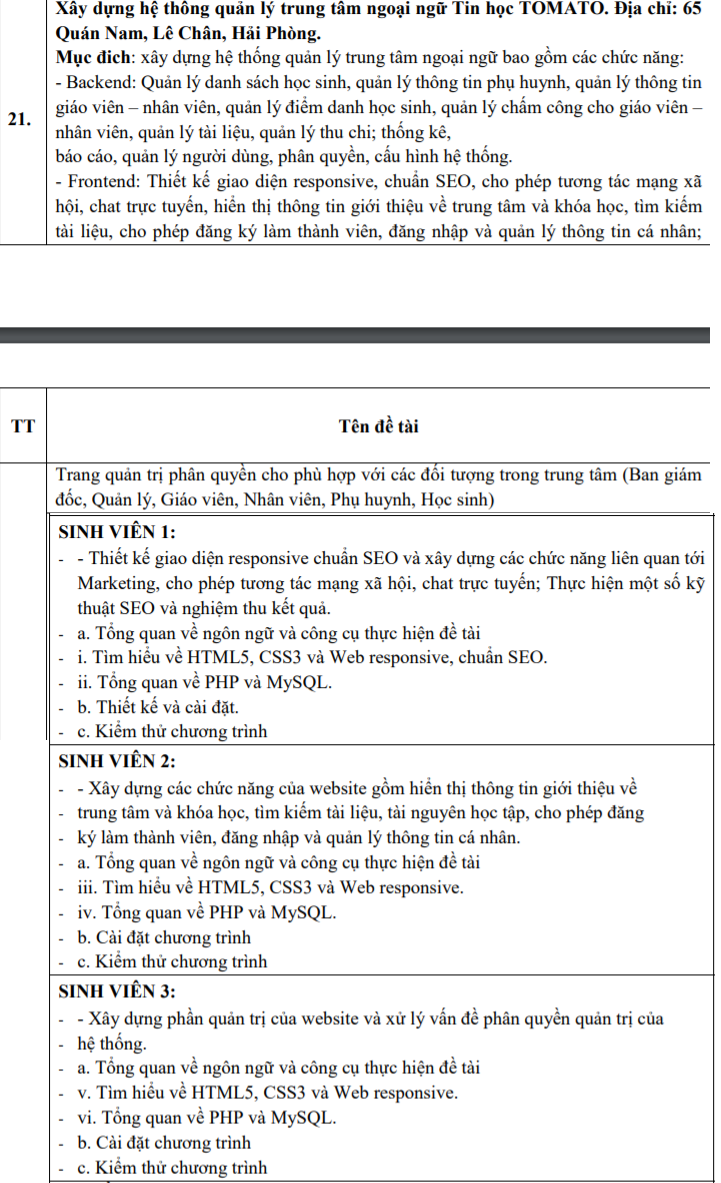 Xây dựng hệ thống quản lý trung tâm ngoại ngữ Tin học TOMATO. Địa chỉ: 65
Quán Nam, Lê Chân, Hải Phòng.
Mục đích: xây dựng hệ thống quản lý trung tâm ngoại ngữ bao gồm các chức năng:
- Backend: Quản lý danh sách học sinh, quản lý thông tin phụ huynh, quản lý thông tin
21.
giáo viên – nhân viên, quản lý điểm danh học sinh, quản lý chấm công cho giáo viên –
nhân viên, quản lý tài liệu, quản lý thu chi; thống kê,
báo cáo, quản lý người dùng, phân quyền, cấu hình hệ thống.
- Frontend: Thiết kế giao diện responsive, chuẩn SEO, cho phép tương tác mạng xã
hội, chat trực tuyến, hiển thị thông tin giới thiệu về trung tâm và khóa học, tìm kiếm
tài liệu, cho phép đăng ký làm thành viên, đăng nhập và quản lý thông tin cá nhân;
TT Tên đề tài
Trang quản trị phân quyền cho phù hợp với các đối tượng trong trung tâm (Ban giám
đốc, Quản lý, Giáo viên, Nhân viên, Phụ huynh, Học sinh)
SINH VIÊN 1:
- - Thiết kế giao diện responsive chuẩn SEO và xây dựng các chức năng liên quan tới
Marketing, cho phép tương tác mạng xã hội, chat trực tuyến; Thực hiện một số kỹ
thuật SEO và nghiệm thu kết quả.
- a. Tổng quan về ngôn ngữ và công cụ thực hiện đề tài
- i. Tìm hiểu về HTML5, CSS3 và Web responsive, chuẩn SEO.
- ii. Tổng quan về PHP và MySQL.
- b. Thiết kế và cài đặt.
- c. Kiểm thử chương trình
SINH VIÊN 2:
- - Xây dựng các chức năng của website gồm hiển thị thông tin giới thiệu về
- trung tâm và khóa học, tìm kiếm tài liệu, tài nguyên học tập, cho phép đăng
- ký làm thành viên, đăng nhập và quản lý thông tin cá nhân.
- a. Tổng quan về ngôn ngữ và công cụ thực hiện đề tài
- iii. Tìm hiểu về HTML5, CSS3 và Web responsive.
- iv. Tổng quan về PHP và MySQL.
- b. Cài đặt chương trình
- c. Kiểm thử chương trình
SINH VIÊN 3:
- - Xây dựng phần quản trị của website và xử lý vấn đề phân quyền quản trị của
- hệ thống.
- a. Tổng quan về ngôn ngữ và công cụ thực hiện đề tài
- v. Tìm hiểu về HTML5, CSS3 và Web responsive.
- vi. Tổng quan về PHP và MySQL.
- b. Cài đặt chương trình
- c. Kiểm thử chương trình